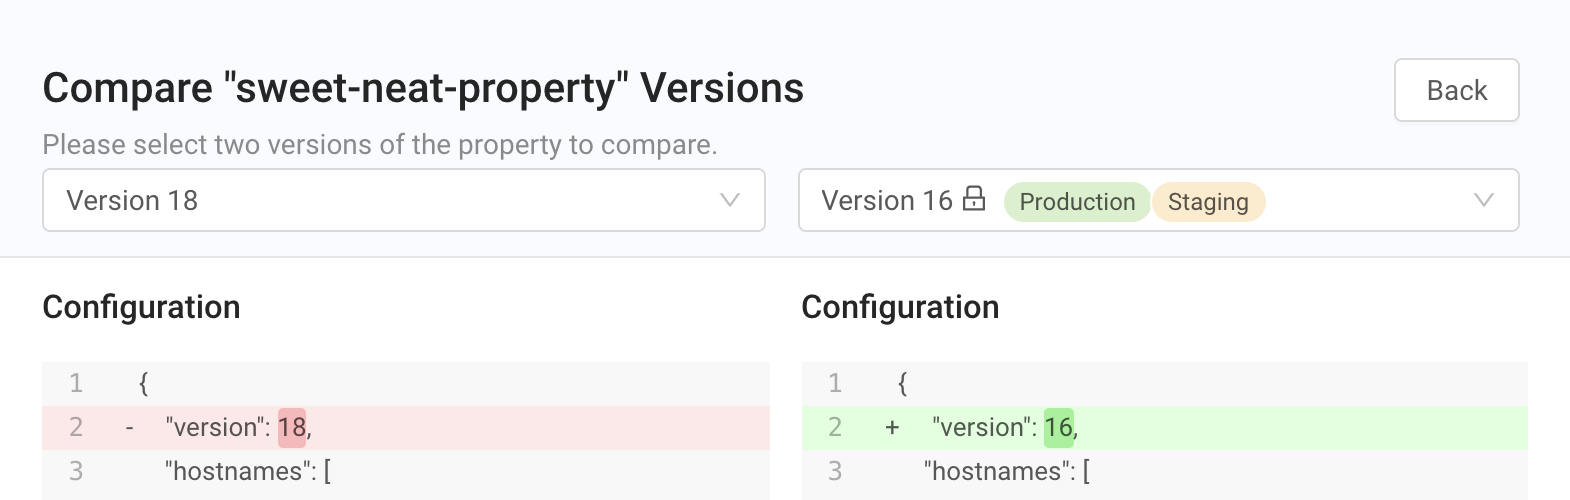 Compare "sweet-neat-property" Versions
Back
Please select two versions of the property to compare.
Version 18
Version 16 Production Staging
Configuration
Configuration
1 {
2 - "version": 18,
3 "hostnames": [
1 {
2 + "version": 16,
3 "hostnames": [